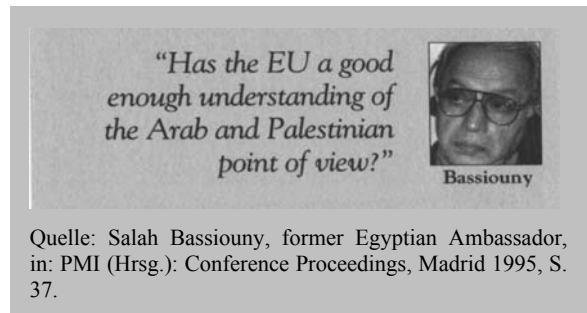 “Has the EU a good
enough understanding of
the Arab and Palestinian
point of view?”
Bassiouny
Quelle: Salah Bassiouny, former Egyptian Ambassador,
in: PMI (Hrsg.): Conference Proceedings, Madrid 1995, S.
37.